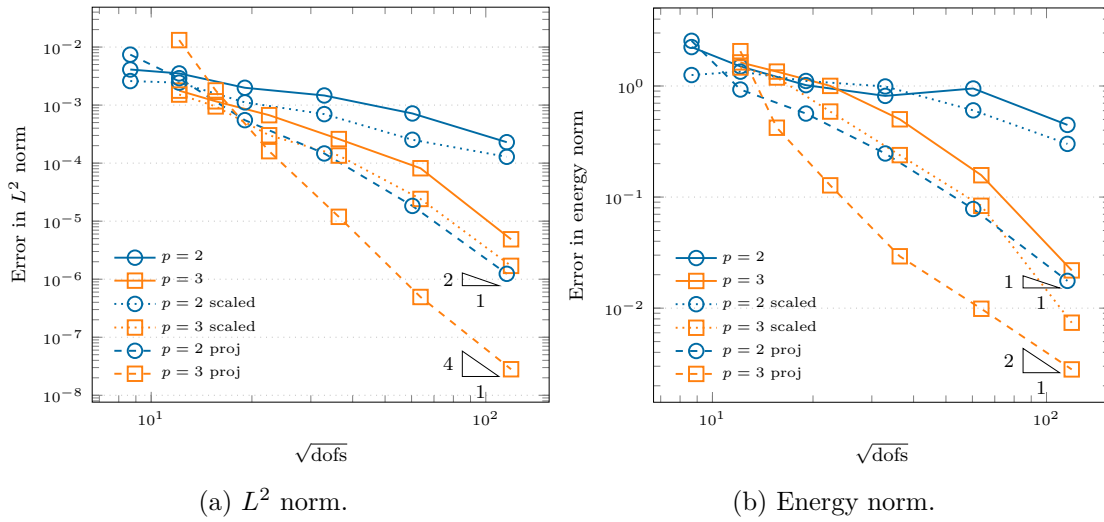 10^{-2}
10^{-3}
10^{-4}
10^{-5}
10^{-6}
10^{-7}
10^{-8}
Error in L^2 norm
p = 2
p = 3
p = 2 scaled
p = 3 scaled
p = 2 proj
p = 3 proj
2
1
4
1
10^1
10^2
√dofs
(a) L^2 norm.
10^0
10^{-1}
10^{-2}
Error in energy norm
p = 2
p = 3
p = 2 scaled
p = 3 scaled
p = 2 proj
p = 3 proj
1
1
2
1
10^1
10^2
√dofs
(b) Energy norm.